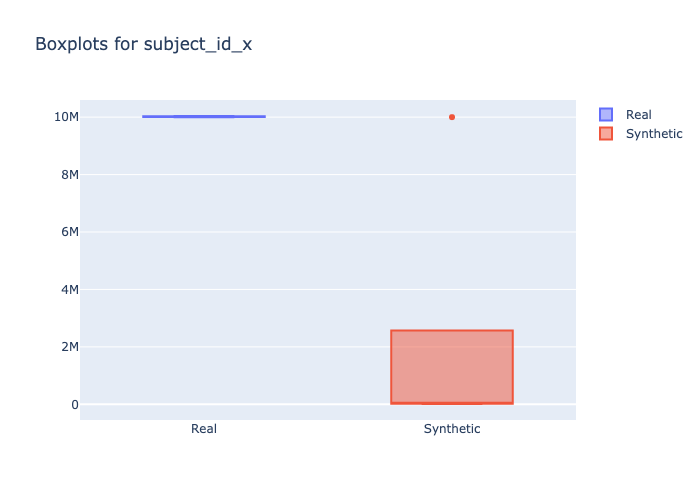 Boxplots for subject_id_x
10M
8M
6M
4M
2M
0
Real
Synthetic
Real
Synthetic